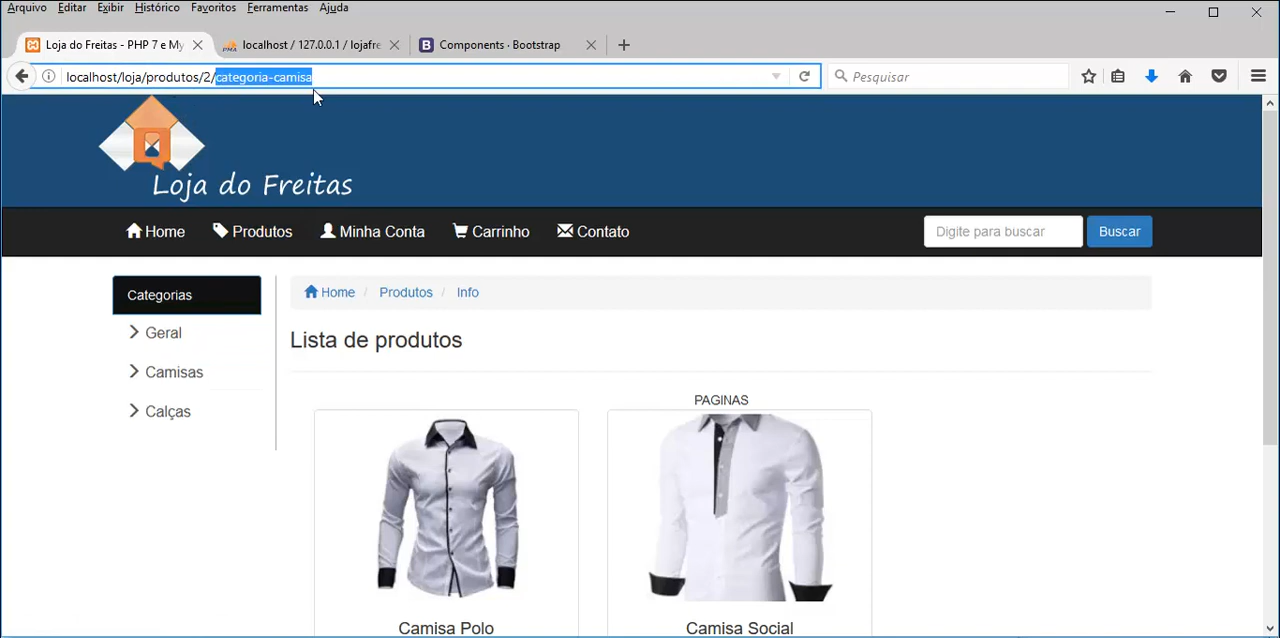 Arquivo Editar Exibir Histórico Favoritos Ferramentas Ajuda
Loja do Freitas - PHP 7 e My
localhost / 127.0.0.1 / lojafre
B Components · Bootstrap
localhost/loja/produtos/2/categoria-camisa
Pesquisar
Loja do Freitas
Home Produtos Minha Conta Carrinho Contato
Digite para buscar Buscar
Categorias
Geral
Camisas
Calças
Home / Produtos / Info
Lista de produtos
PAGINAS
Camisa Polo
Camisa Social